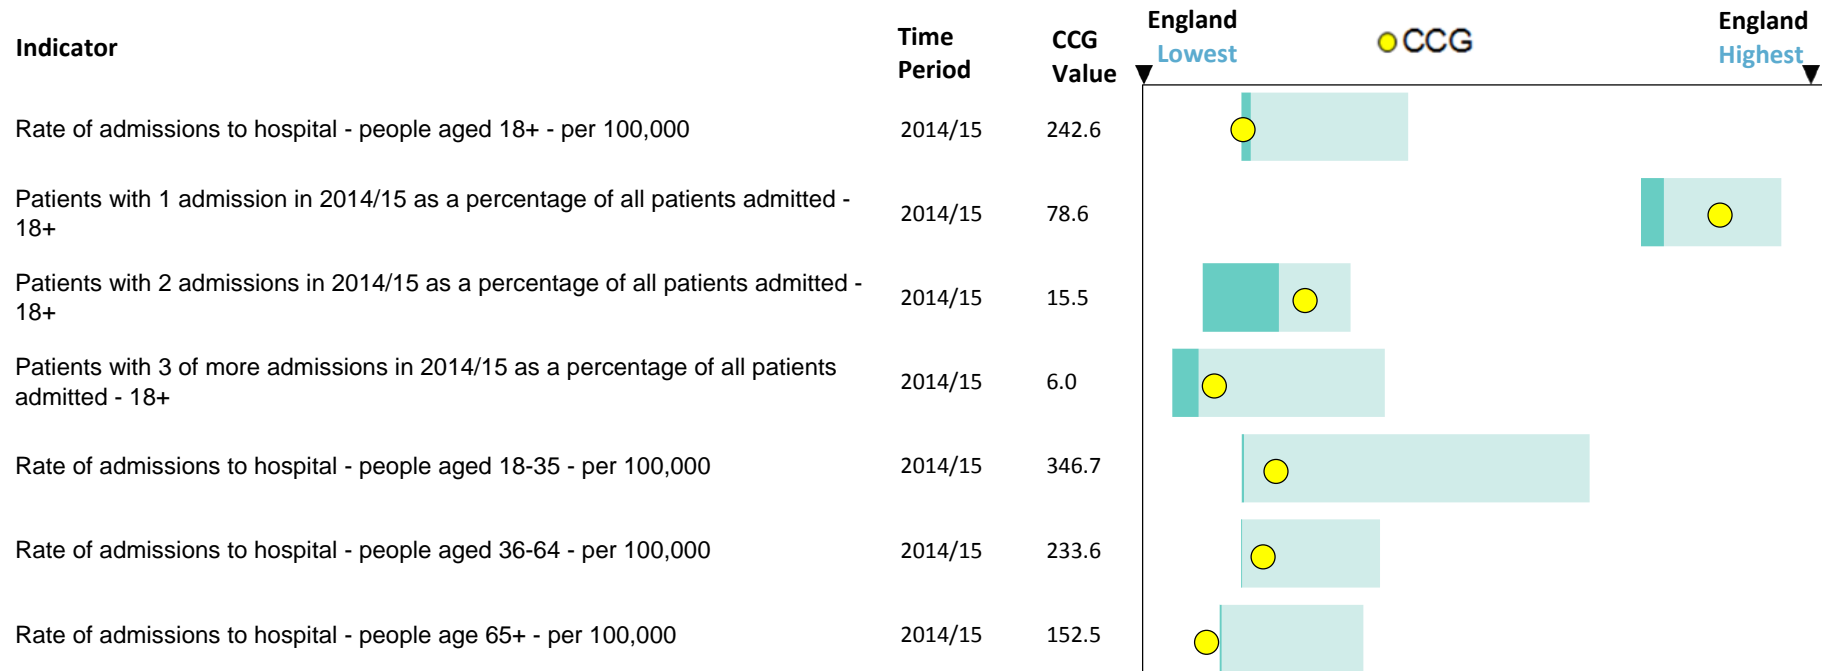 Indicator
Time Period
CCG Value
England Lowest
CCG
England Highest
Rate of admissions to hospital - people aged 18+ - per 100,000 2014/15 242.6
Patients with 1 admission in 2014/15 as a percentage of all patients admitted -
18+
2014/15 78.6
Patients with 2 admissions in 2014/15 as a percentage of all patients admitted -
18+
2014/15 15.5
Patients with 3 of more admissions in 2014/15 as a percentage of all patients
admitted - 18+
2014/15 6.0
Rate of admissions to hospital - people aged 18-35 - per 100,000 2014/15 346.7
Rate of admissions to hospital - people aged 36-64 - per 100,000 2014/15 233.6
Rate of admissions to hospital - people age 65+ - per 100,000 2014/15 152.5